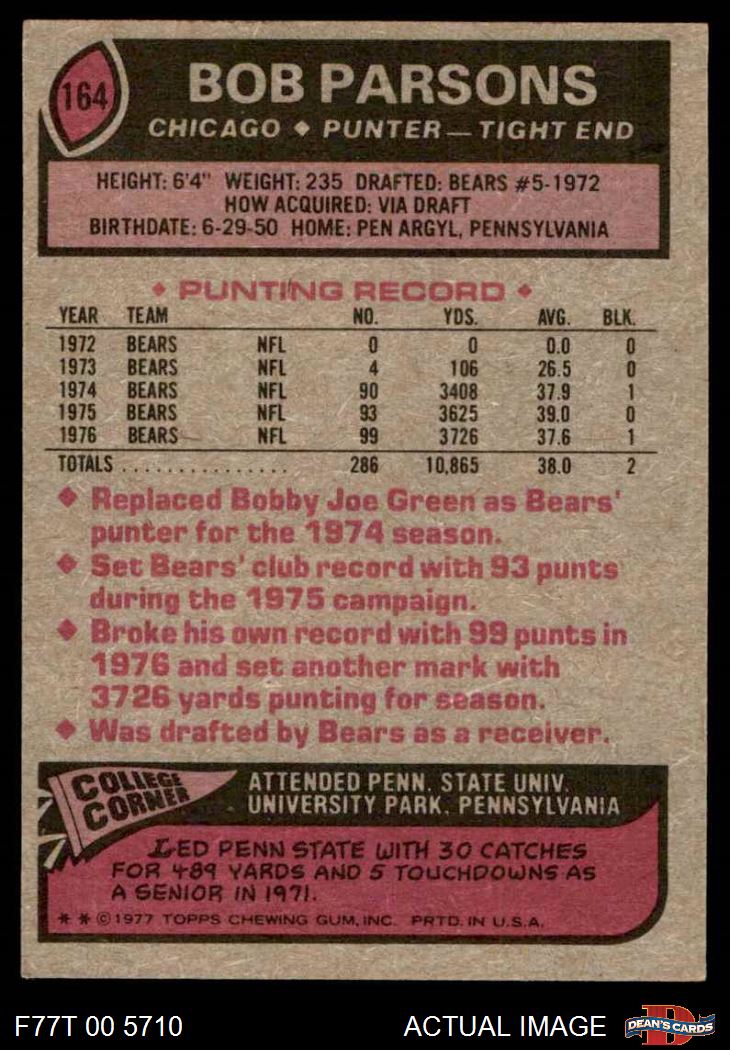 164
BOB PARSONS
CHICAGO ♦ PUNTER — TIGHT END
HEIGHT: 6'4" WEIGHT: 235 DRAFTED: BEARS #5-1972
HOW ACQUIRED: VIA DRAFT
BIRTHDATE: 6-29-50 HOME: PEN ARGYL, PENNSYLVANIA
♦ PUNTING RECORD ♦
YEAR TEAM NO. YDS. AVG. BLK.
1972 BEARS NFL 0 0 0.0 0
1973 BEARS NFL 4 106 26.5 0
1974 BEARS NFL 90 3408 37.9 1
1975 BEARS NFL 93 3625 39.0 0
1976 BEARS NFL 99 3726 37.6 1
TOTALS ............... 286 10,865 38.0 2
♦ Replaced Bobby Joe Green as Bears'
punter for the 1974 season.
♦ Set Bears' club record with 93 punts
during the 1975 campaign.
♦ Broke his own record with 99 punts in
1976 and set another mark with
3726 yards punting for season.
♦ Was drafted by Bears as a receiver.
COLLEGE
CORNER
ATTENDED PENN. STATE UNIV.
UNIVERSITY PARK, PENNSYLVANIA
LED PENN STATE WITH 30 CATCHES
FOR 489 YARDS AND 5 TOUCHDOWNS AS
A SENIOR IN 1971.
* * © 1977 TOPPS CHEWING GUM, INC. PRTD. IN U.S.A.
F77T 00 5710
ACTUAL IMAGE
D
DEAN'S CARDS